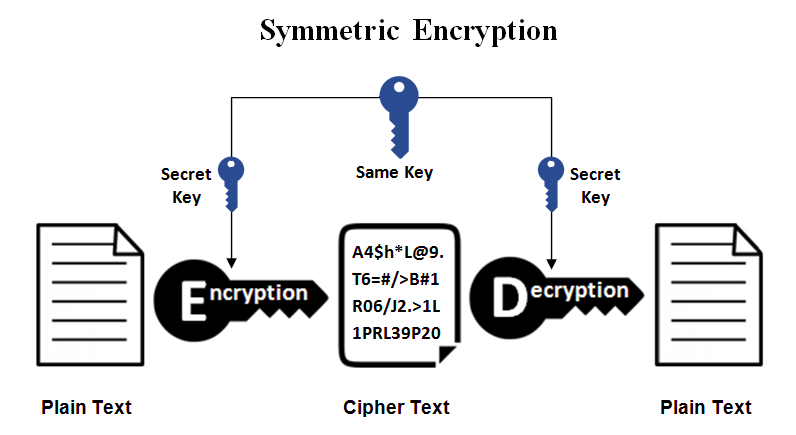 Symmetric Encryption
Same Key
Secret
Key
Secret
Key
Encryption
A4$h*L@9.
T6=#/>B#1
R06/J2.>1L
1PRL39P20
Decryption
Plain Text
Cipher Text
Plain Text